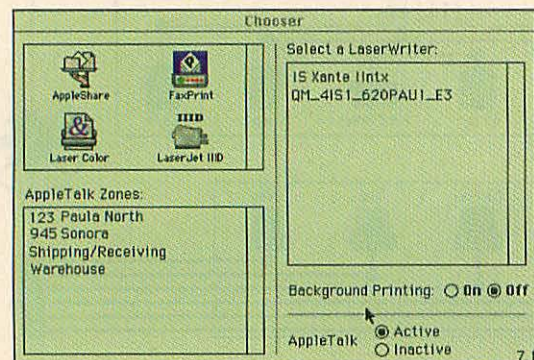 Chooser
AppleShare
FaxPrint
Laser Color
IIID
LaserJet IIID
AppleTalk Zones:
123 Paula North
945 Sonora
Shipping/Receiving
Warehouse
Select a LaserWriter:
IS Xante IIntx
QM_4IS1_620PAU1_E3
Background Printing: On Off
AppleTalk
Active
Inactive